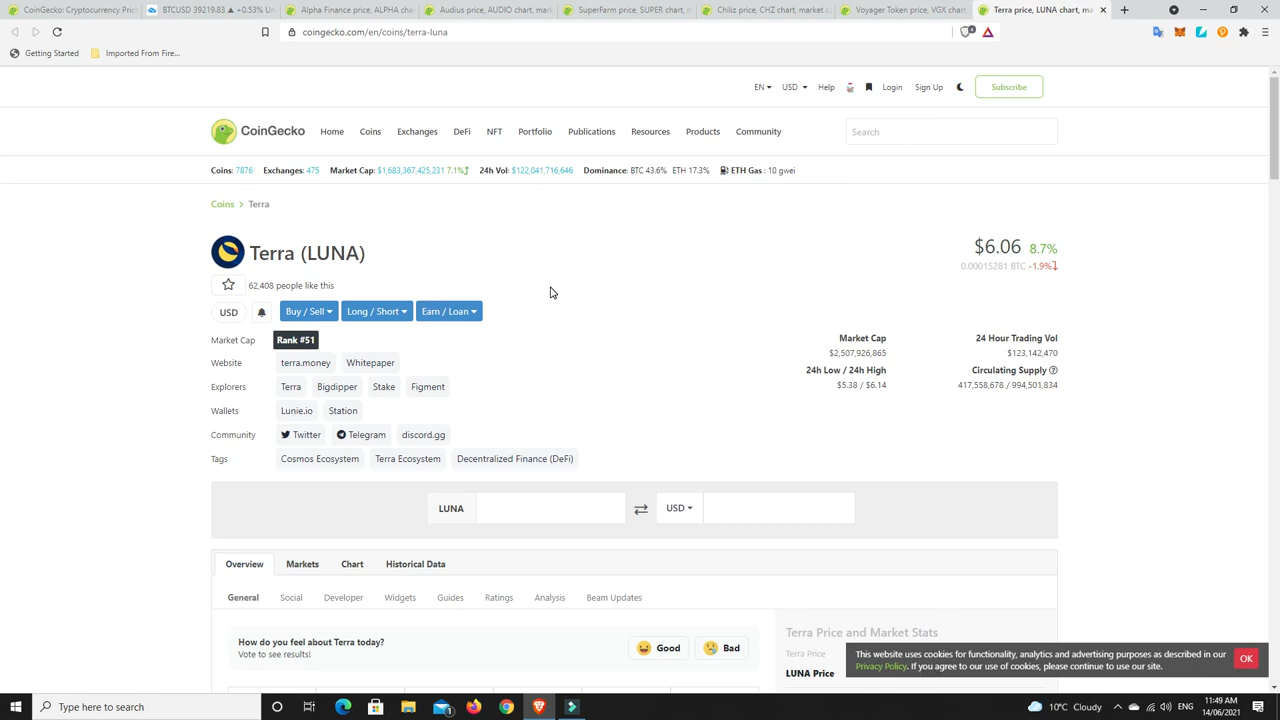 CoinGecko: Cryptocurrency Price
BTCUSD 39219.83 ▲ +0.53% Un
Alpha Finance price, ALPHA cha
Audius price, AUDIO chart, mark
SuperFarm price, SUPER chart, m
Chiliz price, CHZ chart, market ca
Voyager Token price, VGX chart
Terra price, LUNA chart, ma
coingecko.com/en/coins/terra-luna
Getting Started
Imported From Fire...
EN
USD
Help
Login
Sign Up
Subscribe
CoinGecko
Home
Coins
Exchanges
DeFi
NFT
Portfolio
Publications
Resources
Products
Community
Search
Coins: 7876
Exchanges: 475
Market Cap: $1,683,367,425,231 7.1%
24h Vol: $122,041,716,646
Dominance: BTC 43.6% ETH 17.3%
ETH Gas : 10 gwei
Coins > Terra
Terra (LUNA)
$6.06 8.7%
0.00015281 BTC -1.9%
62,408 people like this
USD
Buy / Sell
Long / Short
Earn / Loan
Market Cap
Rank #51
Website
terra.money
Whitepaper
Explorers
Terra
Bigdipper
Stake
Figment
Wallets
Lunie.io
Station
Community
Twitter
Telegram
discord.gg
Tags
Cosmos Ecosystem
Terra Ecosystem
Decentralized Finance (DeFi)
Market Cap
$2,507,926,865
24 Hour Trading Vol
$123,142,470
24h Low / 24h High
$5.38 / $6.14
Circulating Supply
417,558,678 / 994,501,834
LUNA
USD
Overview
Markets
Chart
Historical Data
General
Social
Developer
Widgets
Guides
Ratings
Analysis
Beam Updates
How do you feel about Terra today?
Vote to see results!
Good
Bad
Terra Price and Market Stats
Terra Price
LUNA Price
This website uses cookies for functionality, analytics and advertising purposes as described in our
Privacy Policy. If you agree to our use of cookies, please continue to use our site.
OK
Type here to search
10°C Cloudy
11:49 AM
14/06/2021